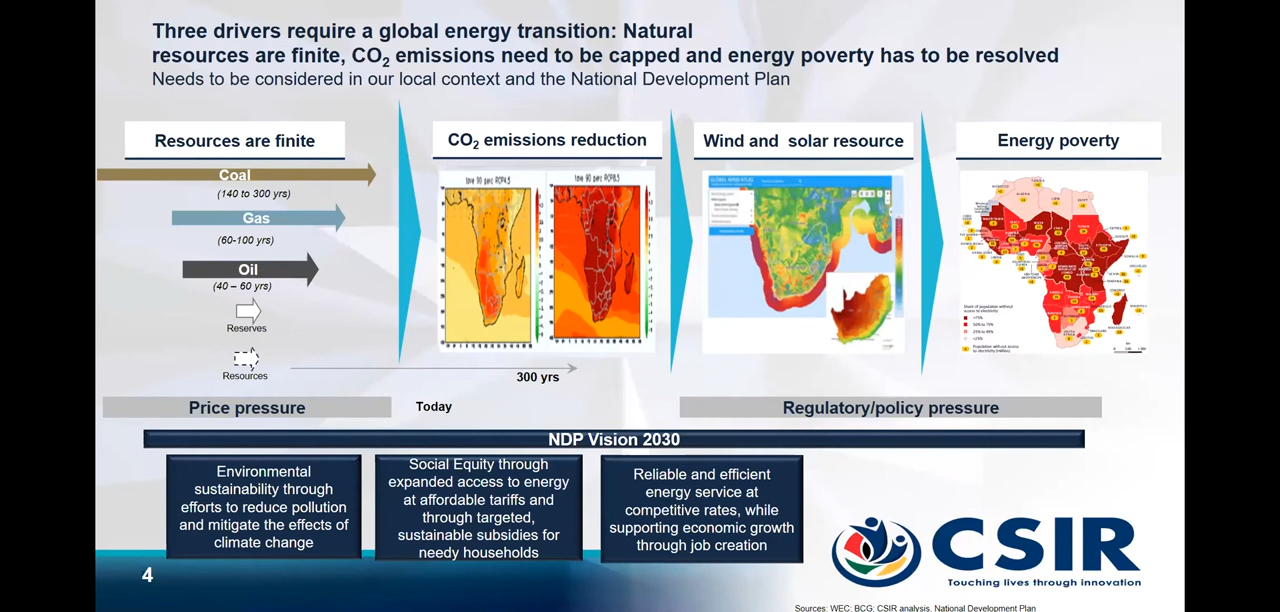 Three drivers require a global energy transition: Natural
resources are finite, CO2 emissions need to be capped and energy poverty has to be resolved
Needs to be considered in our local context and the National Development Plan
Resources are finite
CO2 emissions reduction
Wind and solar resource
Energy poverty
Coal
(140 to 300 yrs)
Gas
(60-100 yrs)
Oil
(40 – 60 yrs)
Reserves
Resources
300 yrs
Price pressure
Today
Regulatory/policy pressure
NDP Vision 2030
Environmental
sustainability through
efforts to reduce pollution
and mitigate the effects of
climate change
Social Equity through
expanded access to energy
at affordable tariffs and
through targeted,
sustainable subsidies for
needy households
Reliable and efficient
energy service at
competitive rates, while
supporting economic growth
through job creation
CSIR
Touching lives through innovation
4
Sources: WEC; BCG; CSIR analysis, National Development Plan